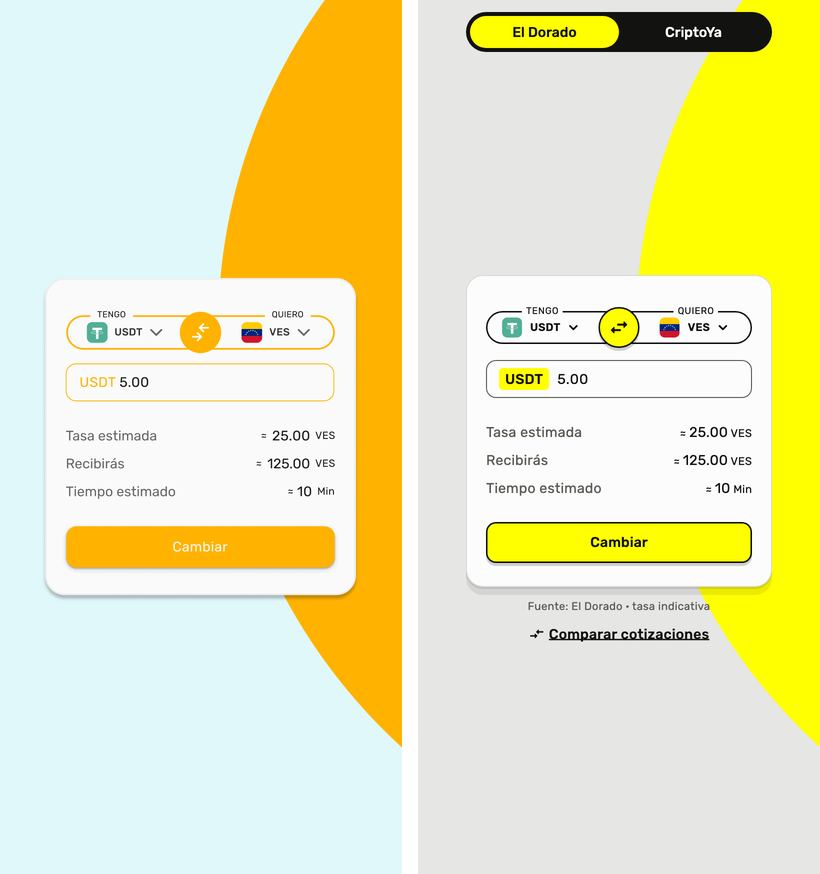 TENGO QUIERO
USDT VES
USDT 5.00
Tasa estimada ≈ 25.00 VES
Recibirás ≈ 125.00 VES
Tiempo estimado ≈ 10 Min
Cambiar
El Dorado CriptoYa
TENGO QUIERO
USDT VES
USDT 5.00
Tasa estimada ≈ 25.00 VES
Recibirás ≈ 125.00 VES
Tiempo estimado ≈ 10 Min
Cambiar
Fuente: El Dorado • tasa indicativa
Comparar cotizaciones